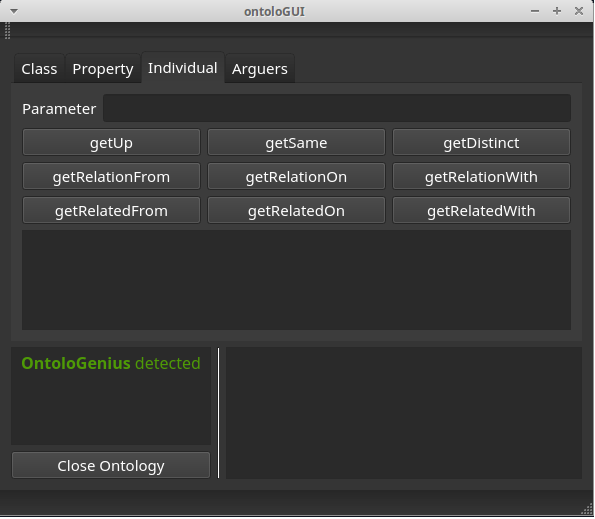 ontoloGUI
Class Property Individual Arguers
Parameter
getUp getSame getDistinct
getRelationFrom getRelationOn getRelationWith
getRelatedFrom getRelatedOn getRelatedWith
OntoloGenius detected
Close Ontology